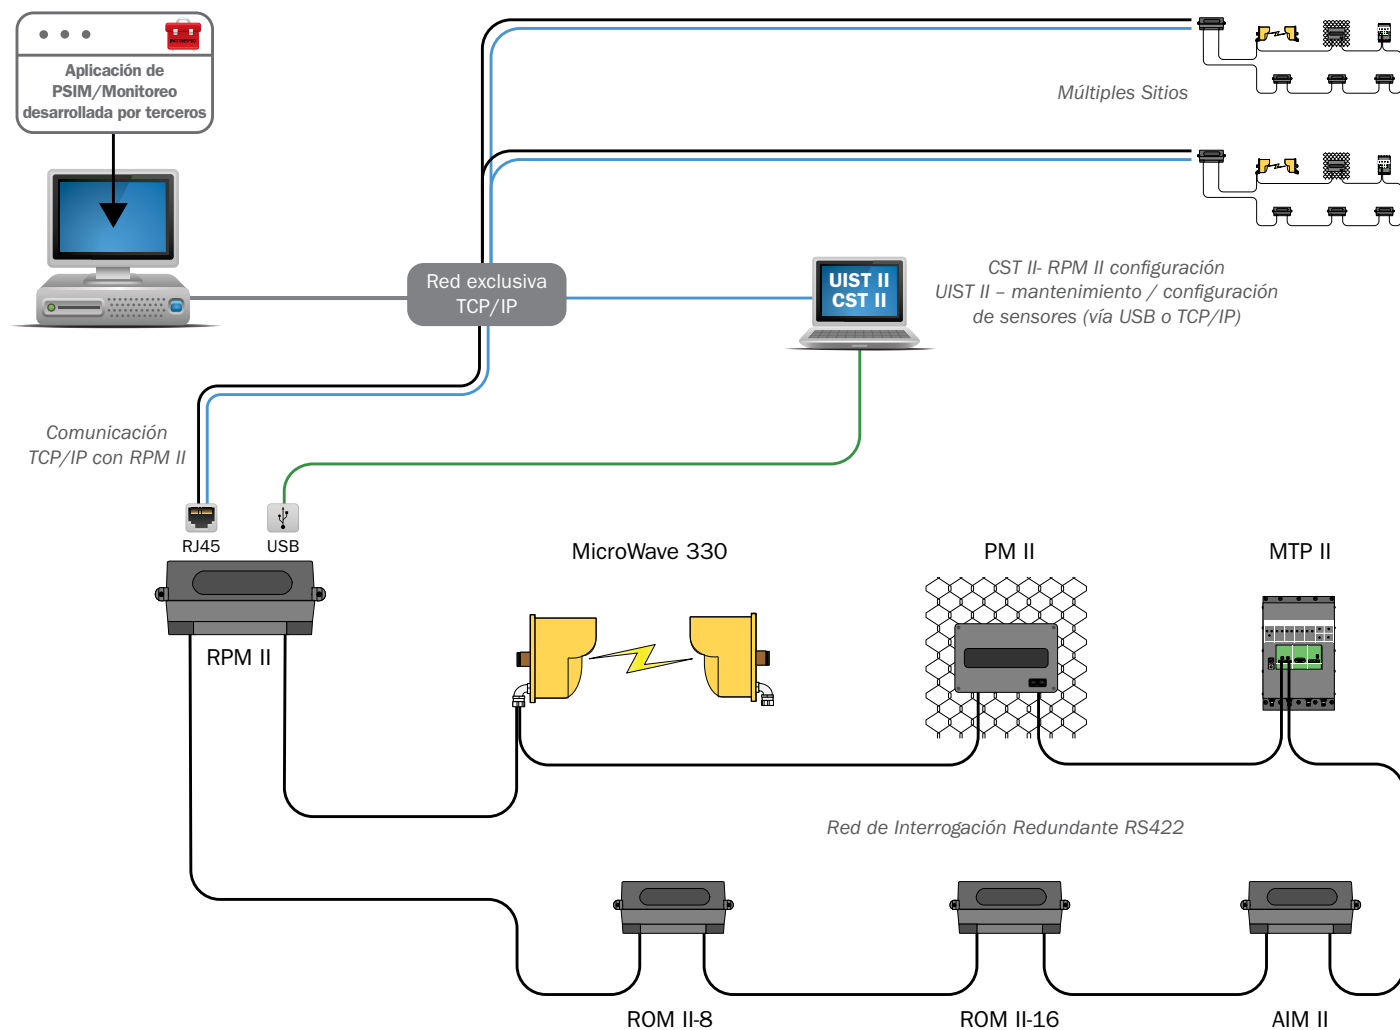 INTREPID
Aplicación de
PSIM/Monitoreo
desarrollada por terceros
Múltiples Sitios
Red exclusiva
TCP/IP
UIST II
CST II
CST II- RPM II configuración
UIST II – mantenimiento / configuración
de sensores (vía USB o TCP/IP)
Comunicación
TCP/IP con RPM II
RJ45
USB
RPM II
MicroWave 330
PM II
MTP II
Red de Interrogación Redundante RS422
ROM II-8
ROM II-16
AIM II